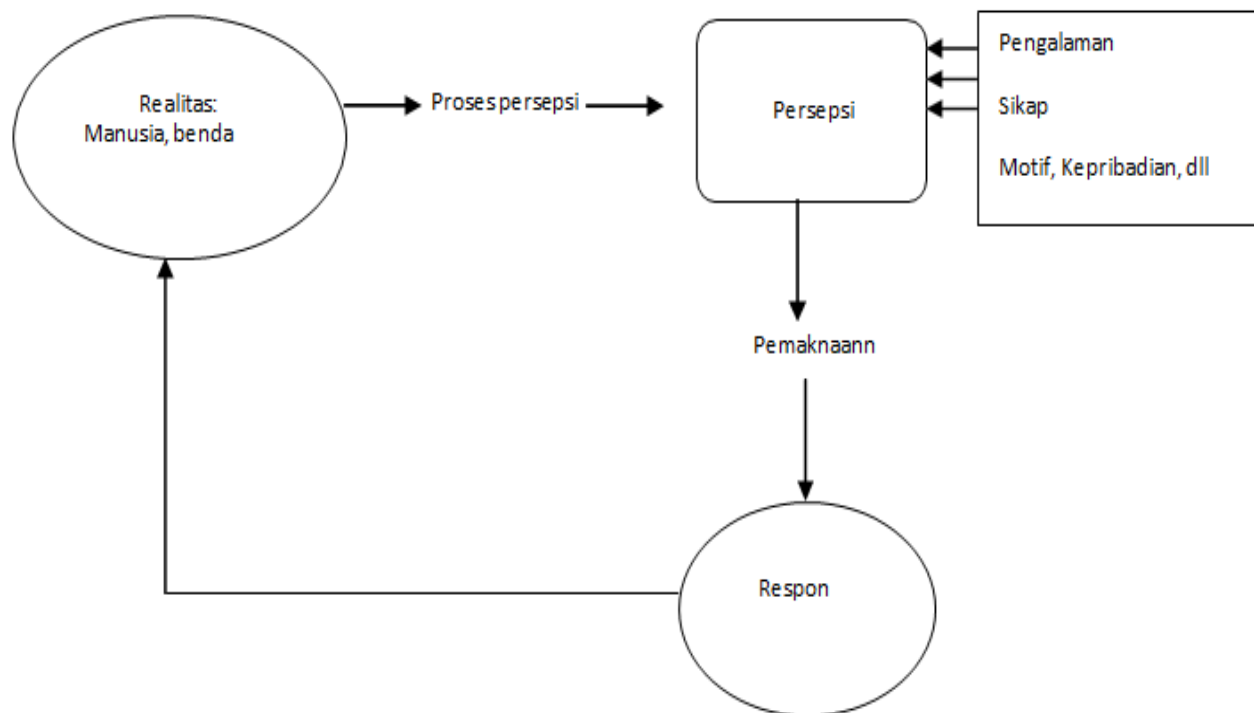 Realitas:
Manusia, benda
Proses persepsi
Persepsi
Pengalaman
Sikap
Motif, Kepribadian, dll
Pemaknaann
Respon